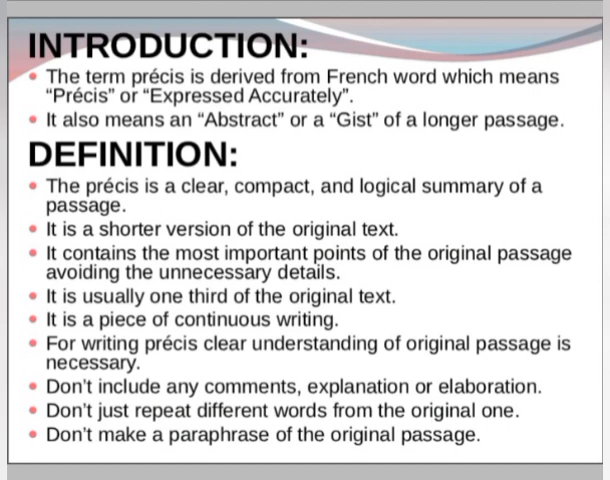 INTRODUCTION:
• The term précis is derived from French word which means
“Précis” or “Expressed Accurately”.
• It also means an “Abstract” or a “Gist” of a longer passage.
DEFINITION:
• The précis is a clear, compact, and logical summary of a
passage.
• It is a shorter version of the original text.
• It contains the most important points of the original passage
avoiding the unnecessary details.
• It is usually one third of the original text.
• It is a piece of continuous writing.
• For writing précis clear understanding of original passage is
necessary.
• Don't include any comments, explanation or elaboration.
• Don't just repeat different words from the original one.
• Don't make a paraphrase of the original passage.